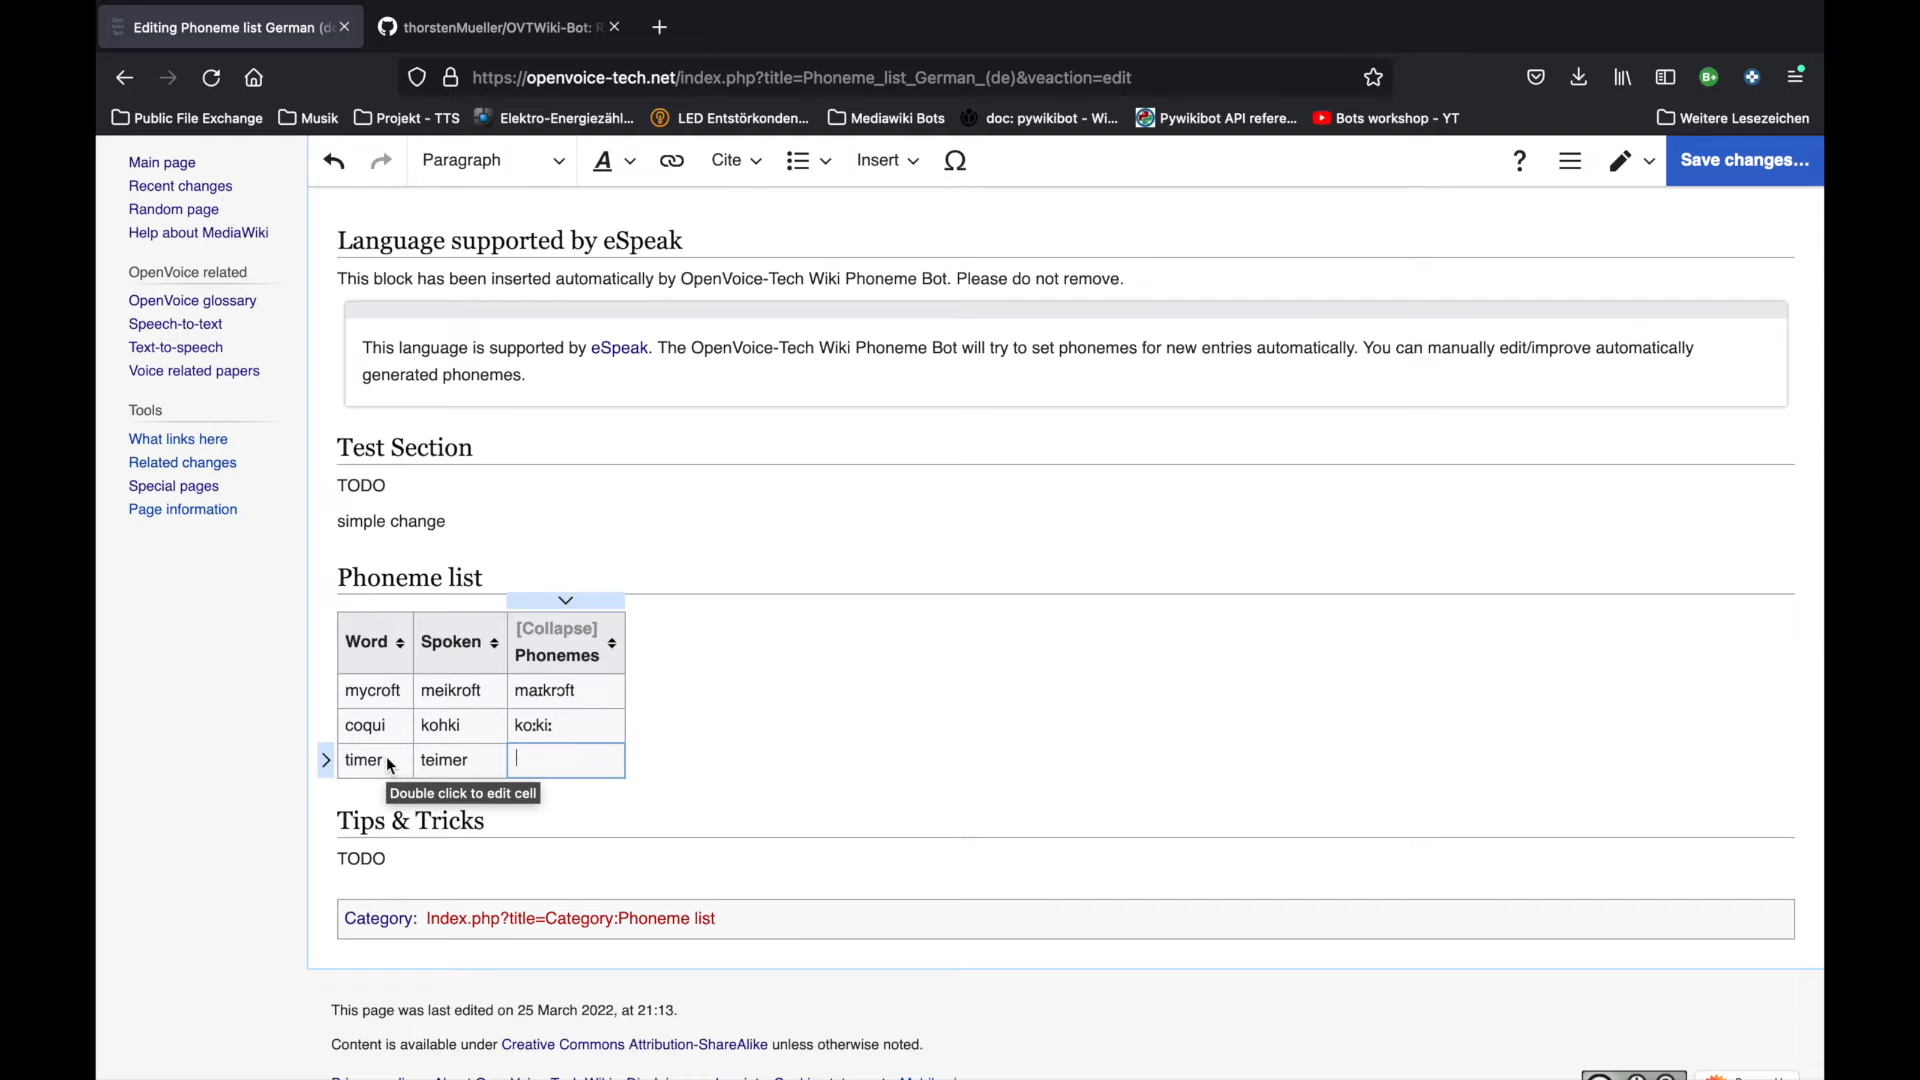 Editing Phoneme list German (de
thorstenMueller/OVTWiki-Bot: R
https://openvoice-tech.net/index.php?title=Phoneme_list_German_(de)&veaction=edit
B+
Public File Exchange
Musik
Projekt - TTS
Elektro-Energiezähl...
LED Entstörkonden...
Mediawiki Bots
doc: pywikibot - Wi...
Pywikibot API refere...
Bots workshop - YT
Weitere Lesezeichen
Main page
Recent changes
Random page
Help about MediaWiki
OpenVoice related
OpenVoice glossary
Speech-to-text
Text-to-speech
Voice related papers
Tools
What links here
Related changes
Special pages
Page information
Paragraph
A
Cite
Insert
Ω
?
Save changes...
Language supported by eSpeak
This block has been inserted automatically by OpenVoice-Tech Wiki Phoneme Bot. Please do not remove.
This language is supported by eSpeak. The OpenVoice-Tech Wiki Phoneme Bot will try to set phonemes for new entries automatically. You can manually edit/improve automatically
generated phonemes.
Test Section
TODO
simple change
Phoneme list
Word Spoken [Collapse] Phonemes
mycroft meikroft maɪkrɔft
coqui kohki koːkiː
timer teimer
Double click to edit cell
Tips & Tricks
TODO
Category: Index.php?title=Category:Phoneme list
This page was last edited on 25 March 2022, at 21:13.
Content is available under Creative Commons Attribution-ShareAlike unless otherwise noted.